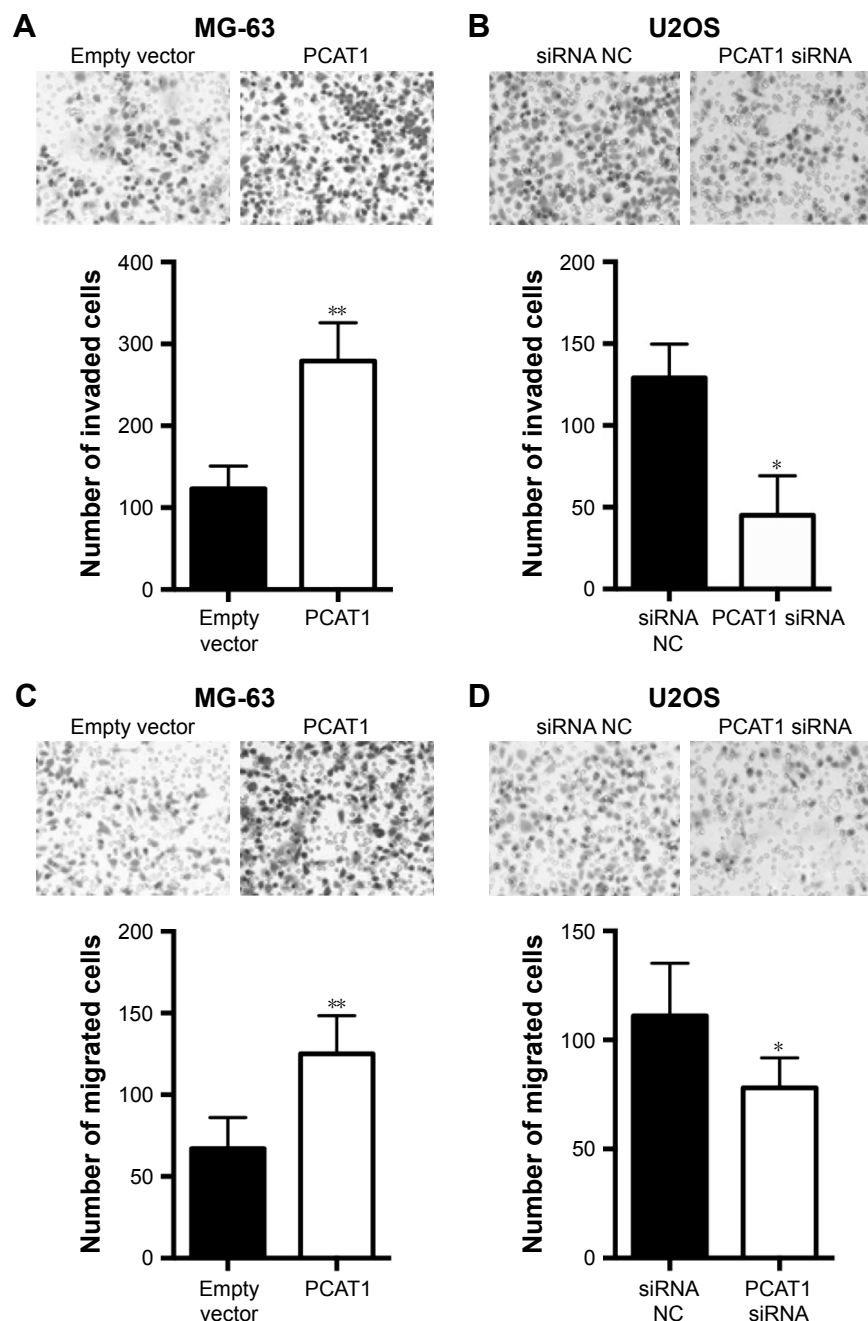 A
MG-63
Empty vector
PCAT1
Number of invaded cells
400
300
200
100
0
**
Empty
vector
PCAT1
B
U2OS
siRNA NC
PCAT1 siRNA
Number of invaded cells
200
150
100
50
0
*
siRNA
NC
PCAT1 siRNA
C
MG-63
Empty vector
PCAT1
Number of migrated cells
200
150
100
50
0
**
Empty
vector
PCAT1
D
U2OS
siRNA NC
PCAT1 siRNA
Number of migrated cells
150
100
50
0
*
siRNA
NC
PCAT1
siRNA